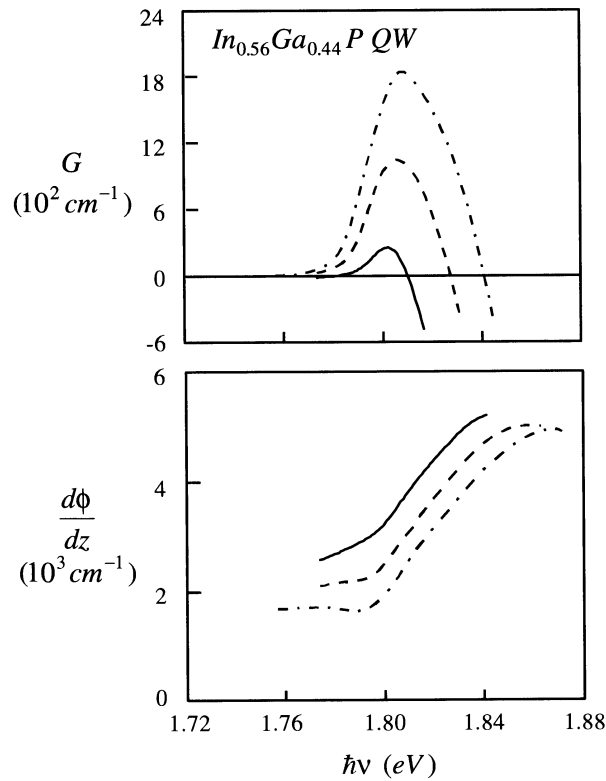 24
In0.56Ga0.44P QW
18
G
12
(10² cm⁻¹)
6
0
-6
6
4
dφ
dz
(10³ cm⁻¹)
2
0
1.72 1.76 1.80 1.84 1.88
ħν (eV)